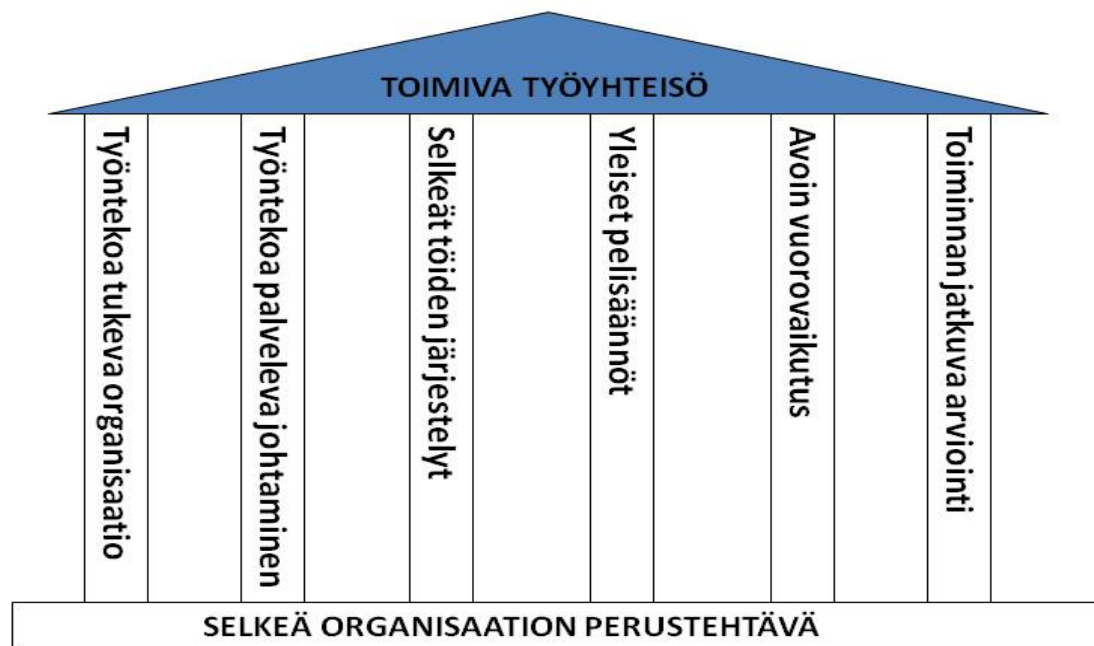 TOIMIVA TYÖYHTEISÖ
Työntekoa tukeva organisaatio
Työntekoa palveleva johtaminen
Selkeät töiden järjestelyt
Yleiset pelisäännöt
Avoin vuorovaikutus
Toiminnan jatkuva arviointi
SELKEÄ ORGANISAATION PERUSTEHTÄVÄ